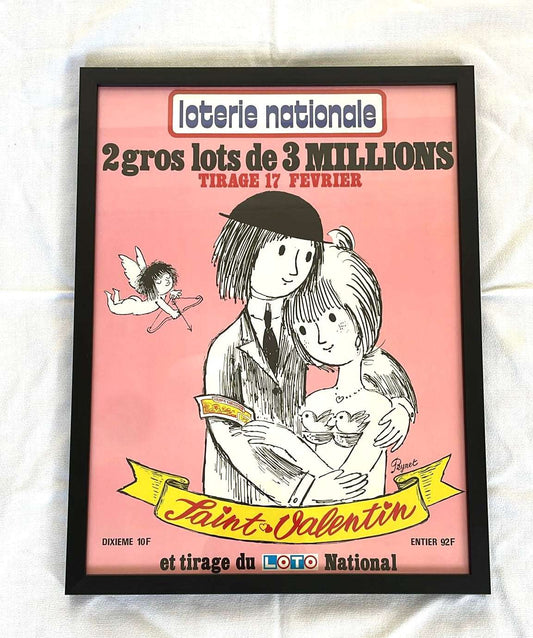 loterie nationale
2 gros lots de 3 MILLIONS
TIRAGE 17 FEVRIER
Peynet
Saint-Valentin
DIXIEME 10F
ENTIER 92F
et tirage du LOTO National